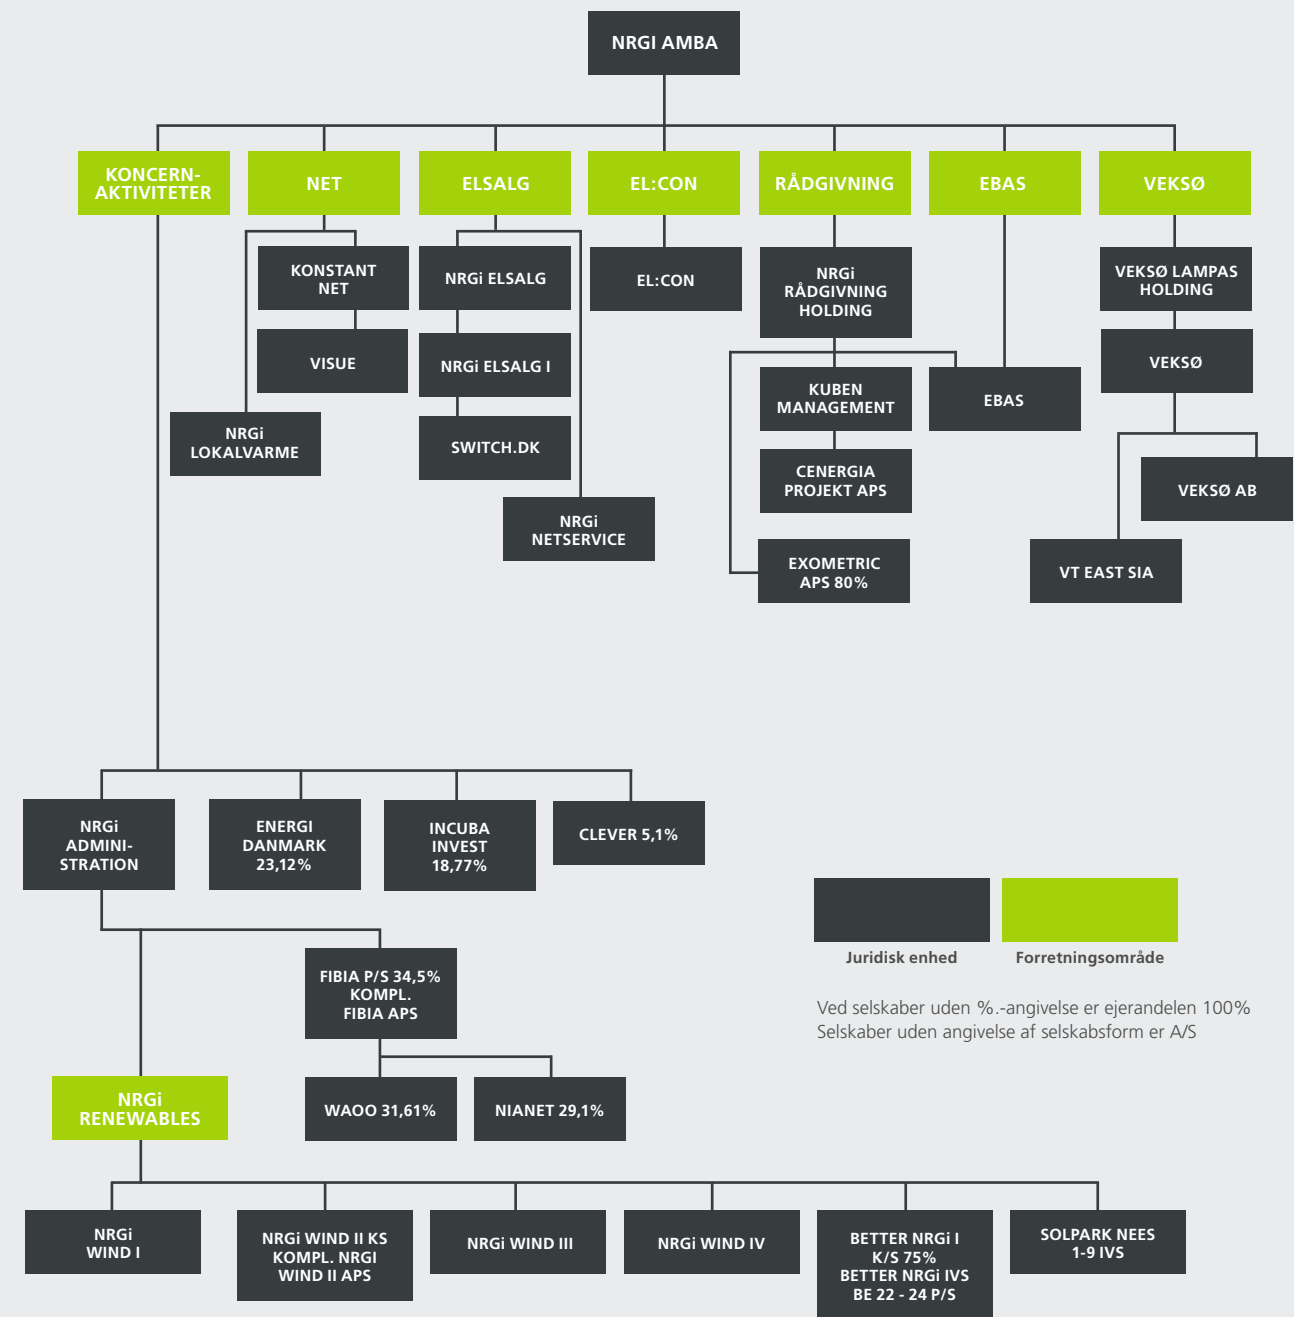 NRGI AMBA
KONCERN-
AKTIVITETER
NET
ELSALG
EL:CON
RÅDGIVNING
EBAS
VEKSØ
KONSTANT
NET
VISUE
NRGi
LOKALVARME
NRGi ELSALG
NRGi ELSALG I
SWITCH.DK
NRGi
NETSERVICE
EL:CON
NRGi
RÅDGIVNING
HOLDING
KUBEN
MANAGEMENT
CENERGIA
PROJEKT APS
EXOMETRIC
APS 80%
EBAS
VEKSØ LAMPAS
HOLDING
VEKSØ
VEKSØ AB
VT EAST SIA
NRGi
ADMINI-
STRATION
ENERGI
DANMARK
23,12%
INCUBA
INVEST
18,77%
CLEVER 5,1%
FIBIA P/S 34,5%
KOMPL.
FIBIA APS
WAOO 31,61%
NIANET 29,1%
Juridisk enhed
Forretningsområde
Ved selskaber uden %.-angivelse er ejerandelen 100%
Selskaber uden angivelse af selskabsform er A/S
NRGi
RENEWABLES
NRGi
WIND I
NRGi WIND II KS
KOMPL. NRGI
WIND II APS
NRGi WIND III
NRGi WIND IV
BETTER NRGi I
K/S 75%
BETTER NRGi IVS
BE 22 - 24 P/S
SOLPARK NEES
1-9 IVS